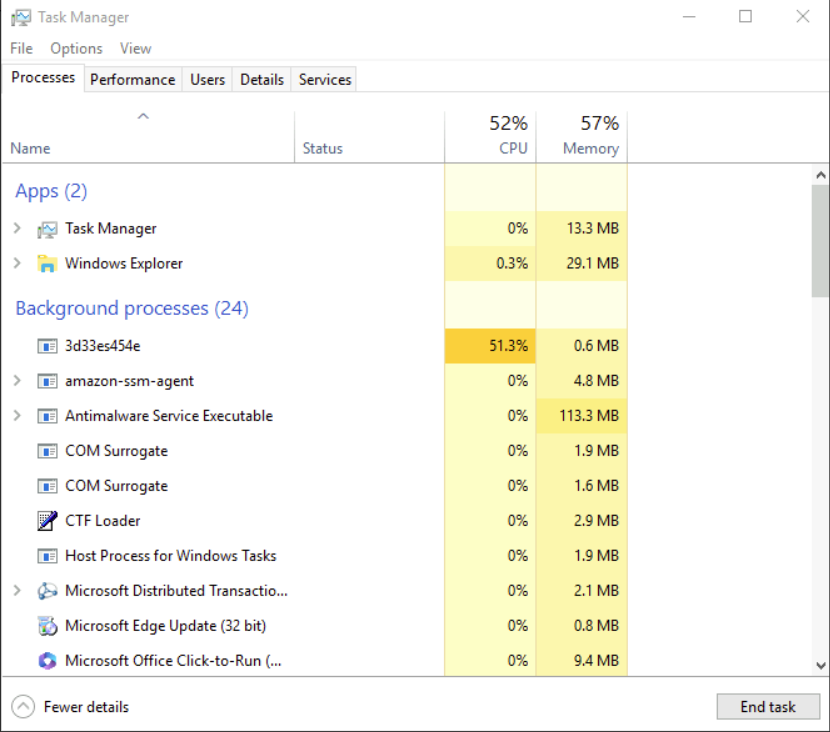 Task Manager
File Options View
Processes Performance Users Details Services
52% 57%
Name Status CPU Memory
Apps (2)
Task Manager 0% 13.3 MB
Windows Explorer 0.3% 29.1 MB
Background processes (24)
3d33es454e 51.3% 0.6 MB
amazon-ssm-agent 0% 4.8 MB
Antimalware Service Executable 0% 113.3 MB
COM Surrogate 0% 1.9 MB
COM Surrogate 0% 1.6 MB
CTF Loader 0% 2.9 MB
Host Process for Windows Tasks 0% 1.9 MB
Microsoft Distributed Transactio... 0% 2.1 MB
Microsoft Edge Update (32 bit) 0% 0.8 MB
Microsoft Office Click-to-Run (... 0% 9.4 MB
Fewer details End task